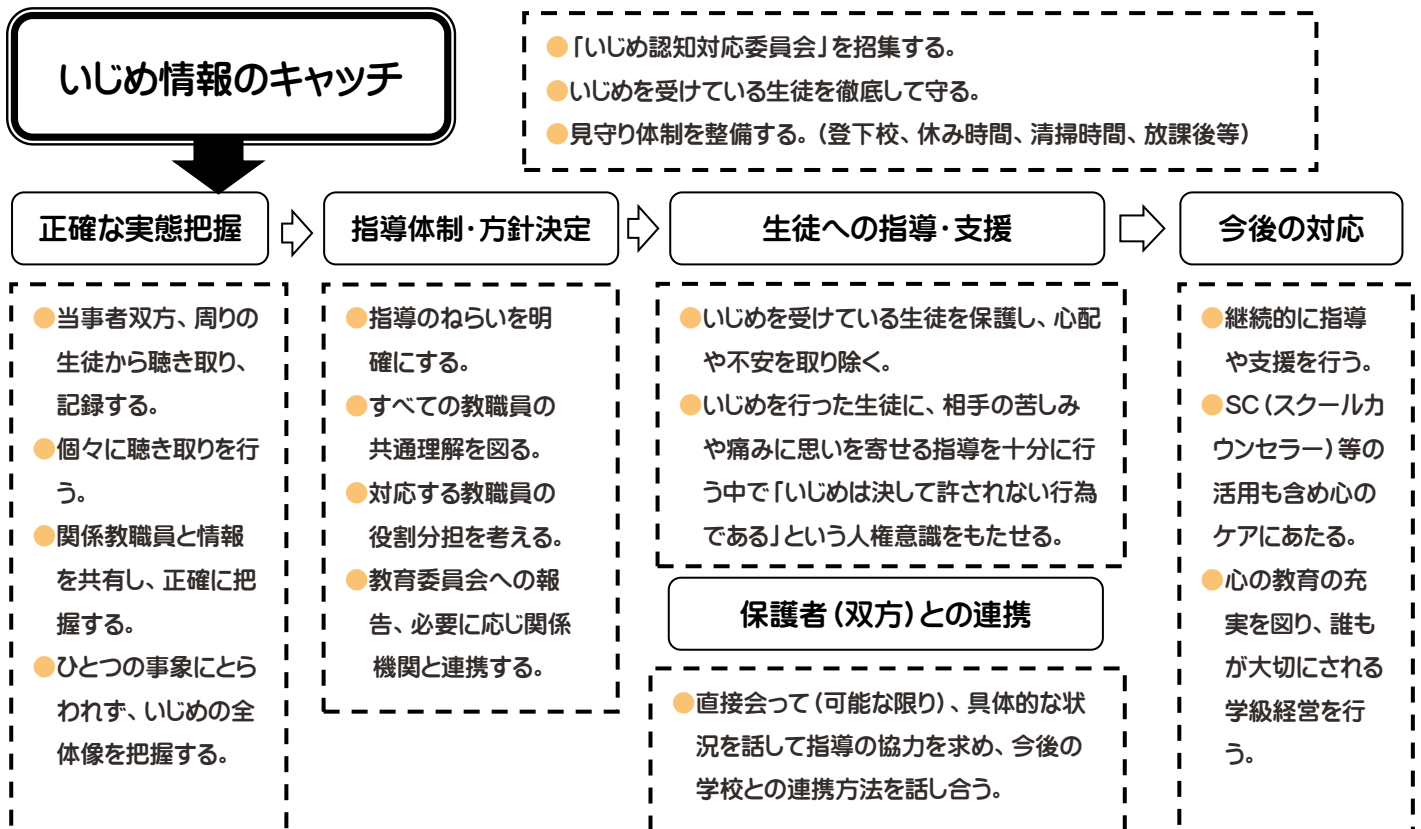 いじめ情報のキャッチ
●「いじめ認知対応委員会」を招集する。
●いじめを受けている生徒を徹底して守る。
●見守り体制を整備する。(登下校、休み時間、清掃時間、放課後等)
正確な実態把握
指導体制・方針決定
生徒への指導・支援
今後の対応
●当事者双方、周りの
生徒から聴き取り、
記録する。
●個々に聴き取りを行
う。
●関係教職員と情報
を共有し、正確に把
握する。
●ひとつの事象にとら
われず、いじめの全
体像を把握する。
●指導のねらいを明
確にする。
●すべての教職員の
共通理解を図る。
●対応する教職員の
役割分担を考える。
●教育委員会への報
告、必要に応じ関係
機関と連携する。
●いじめを受けている生徒を保護し、心配
や不安を取り除く。
●いじめを行った生徒に、相手の苦しみ
や痛みに思いを寄せる指導を十分に行
う中で「いじめは決して許されない行為
である」という人権意識をもたせる。
保護者(双方)との連携
●直接会って(可能な限り)、具体的な状
況を話して指導の協力を求め、今後の
学校との連携方法を話し合う。
●継続的に指導
や支援を行う。
●SC(スクールカ
ウンセラー)等の
活用も含め心の
ケアにあたる。
●心の教育の充
実を図り、誰も
が大切にされる
学級経営を行
う。